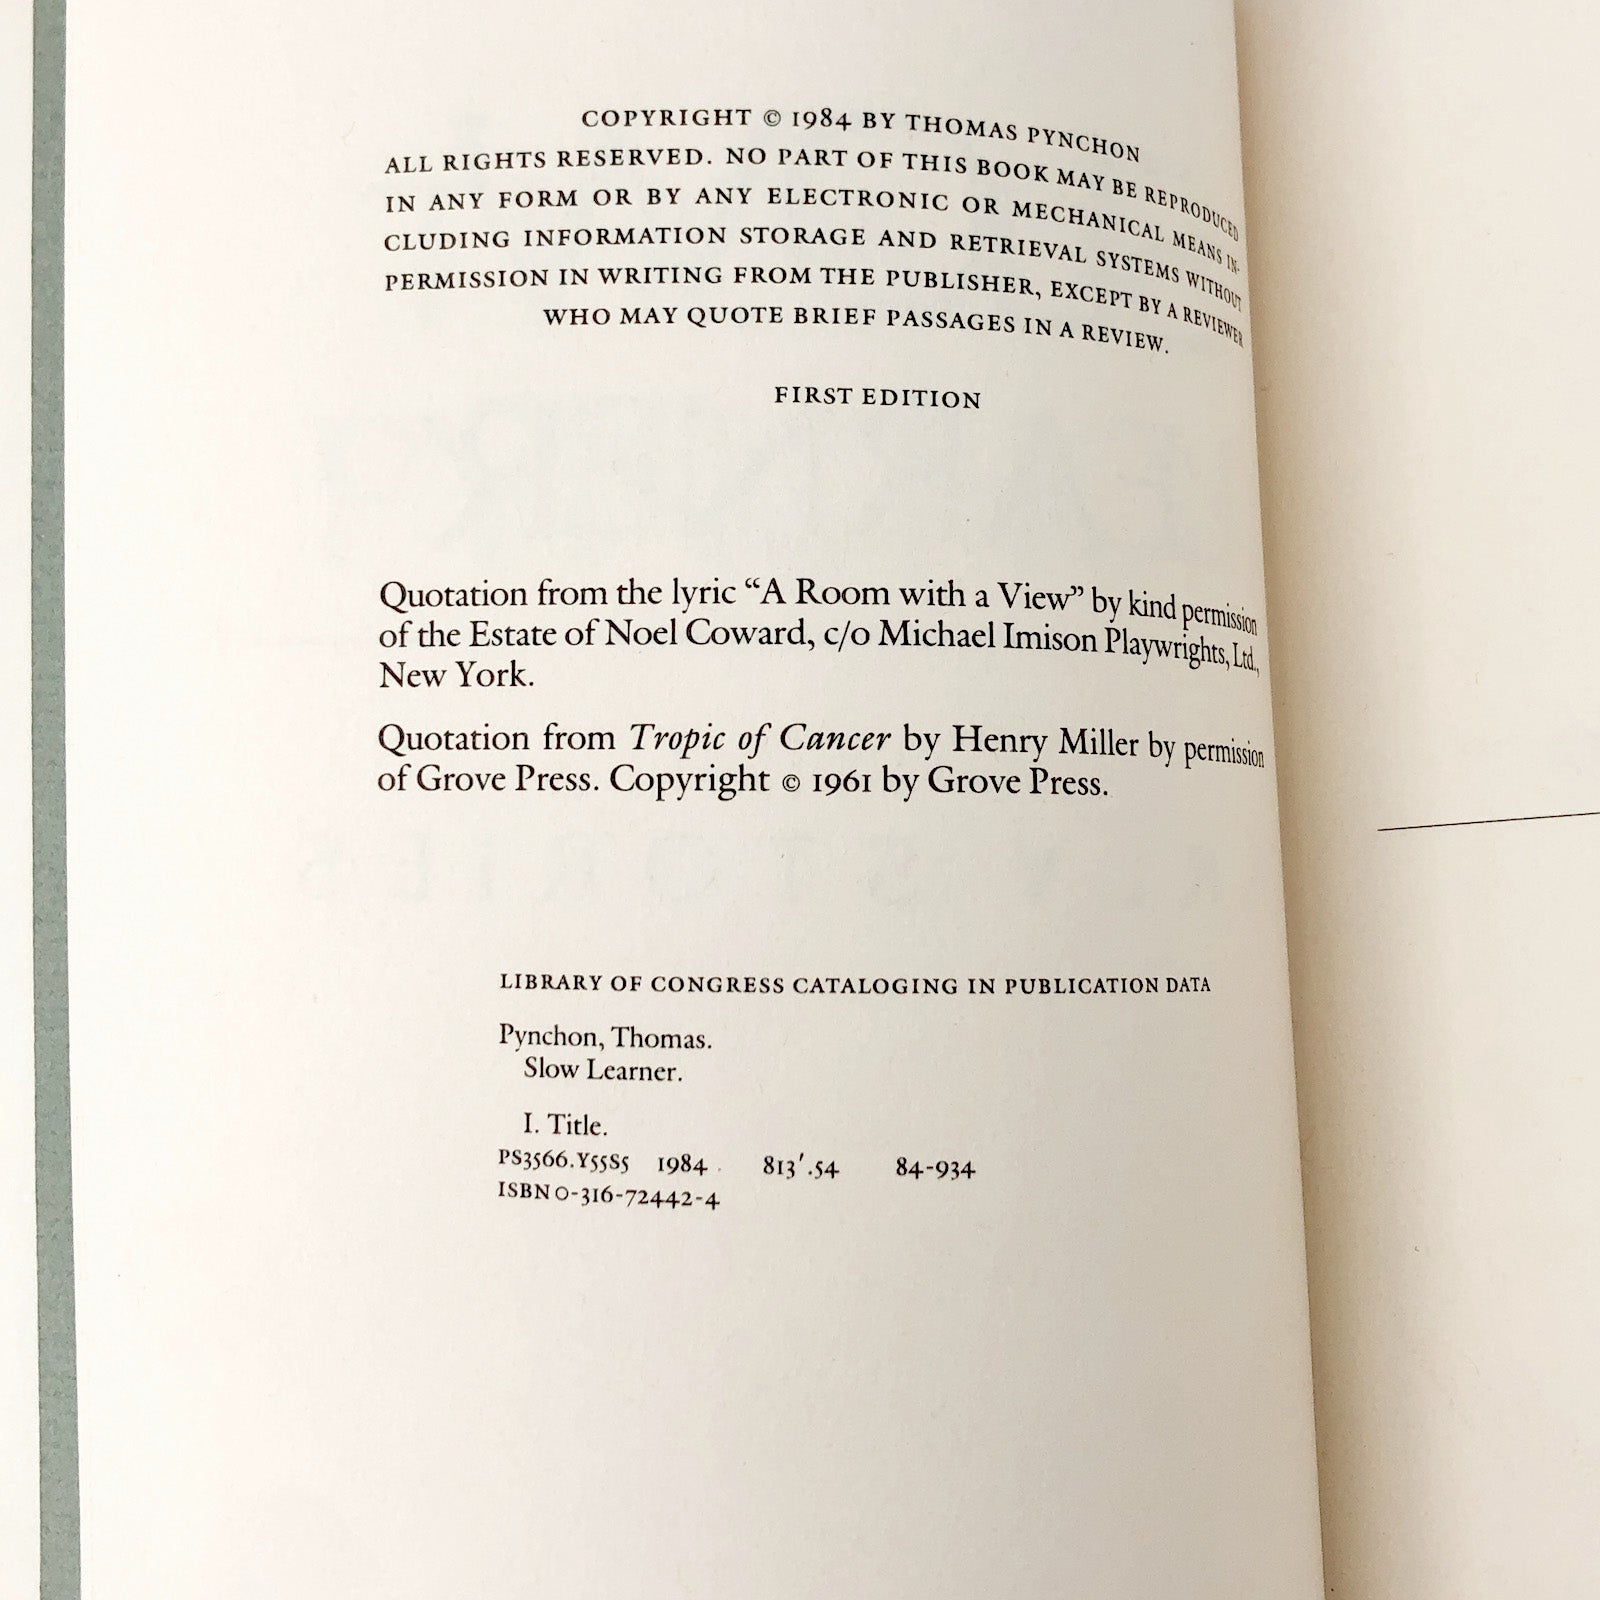 COPYRIGHT © 1984 BY THOMAS PYNCHON
ALL RIGHTS RESERVED. NO PART OF THIS BOOK MAY BE REPRODUCED
IN ANY FORM OR BY ANY ELECTRONIC OR MECHANICAL MEANS IN-
CLUDING INFORMATION STORAGE AND RETRIEVAL SYSTEMS WITHOUT
PERMISSION IN WRITING FROM THE PUBLISHER, EXCEPT BY A REVIEWER
WHO MAY QUOTE BRIEF PASSAGES IN A REVIEW.
FIRST EDITION
Quotation from the lyric “A Room with a View” by kind permission
of the Estate of Noel Coward, c/o Michael Imison Playwrights, Ltd.,
New York.
Quotation from Tropic of Cancer by Henry Miller by permission
of Grove Press. Copyright © 1961 by Grove Press.
LIBRARY OF CONGRESS CATALOGING IN PUBLICATION DATA
Pynchon, Thomas.
Slow Learner.
I. Title.
PS3566.Y55S5 1984 813′.54 84-934
ISBN 0-316-72442-4